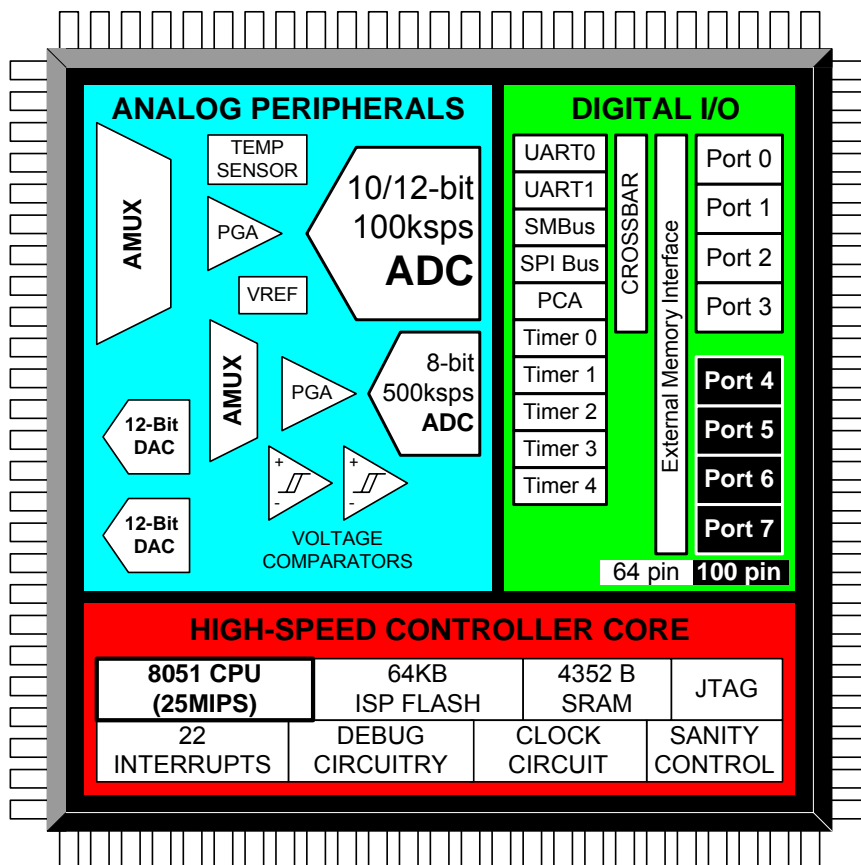 ANALOG PERIPHERALS
AMUX
TEMP
SENSOR
PGA
VREF
10/12-bit
100ksps
ADC
AMUX
PGA
8-bit
500ksps
ADC
12-Bit
DAC
12-Bit
DAC
+
-
+
-
VOLTAGE
COMPARATORS
DIGITAL I/O
UART0
UART1
SMBus
SPI Bus
PCA
Timer 0
Timer 1
Timer 2
Timer 3
Timer 4
CROSSBAR
External Memory Interface
Port 0
Port 1
Port 2
Port 3
Port 4
Port 5
Port 6
Port 7
64 pin 100 pin
HIGH-SPEED CONTROLLER CORE
8051 CPU
(25MIPS)
64KB
ISP FLASH
4352 B
SRAM
JTAG
22
INTERRUPTS
DEBUG
CIRCUITRY
CLOCK
CIRCUIT
SANITY
CONTROL